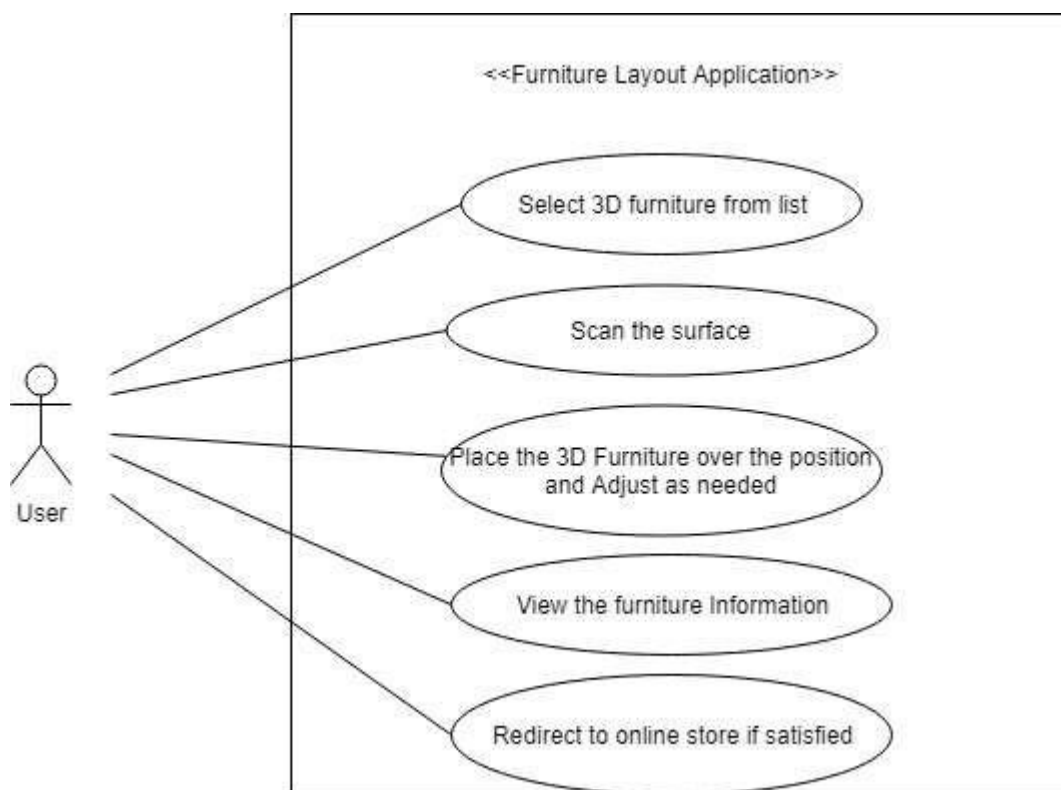 <<Furniture Layout Application>>
Select 3D furniture from list
Scan the surface
Place the 3D Furniture over the position
and Adjust as needed
User
View the furniture Information
Redirect to online store if satisfied